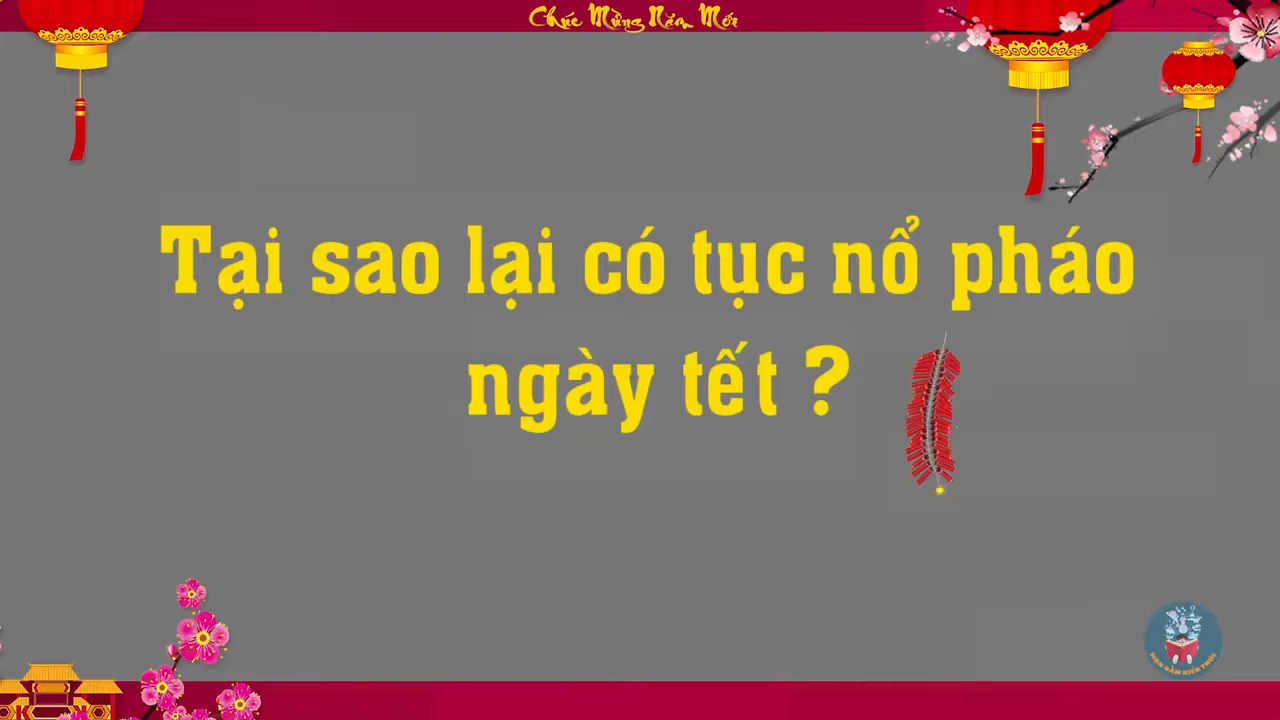 Chúc Mừng Năm Mới
Tại sao lại có tục nổ pháo
ngày tết ?